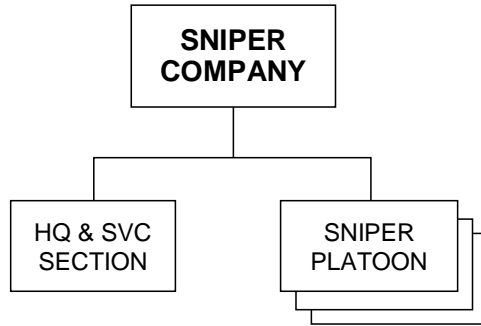 SNIPER
COMPANY
HQ & SVC
SECTION
SNIPER
PLATOON